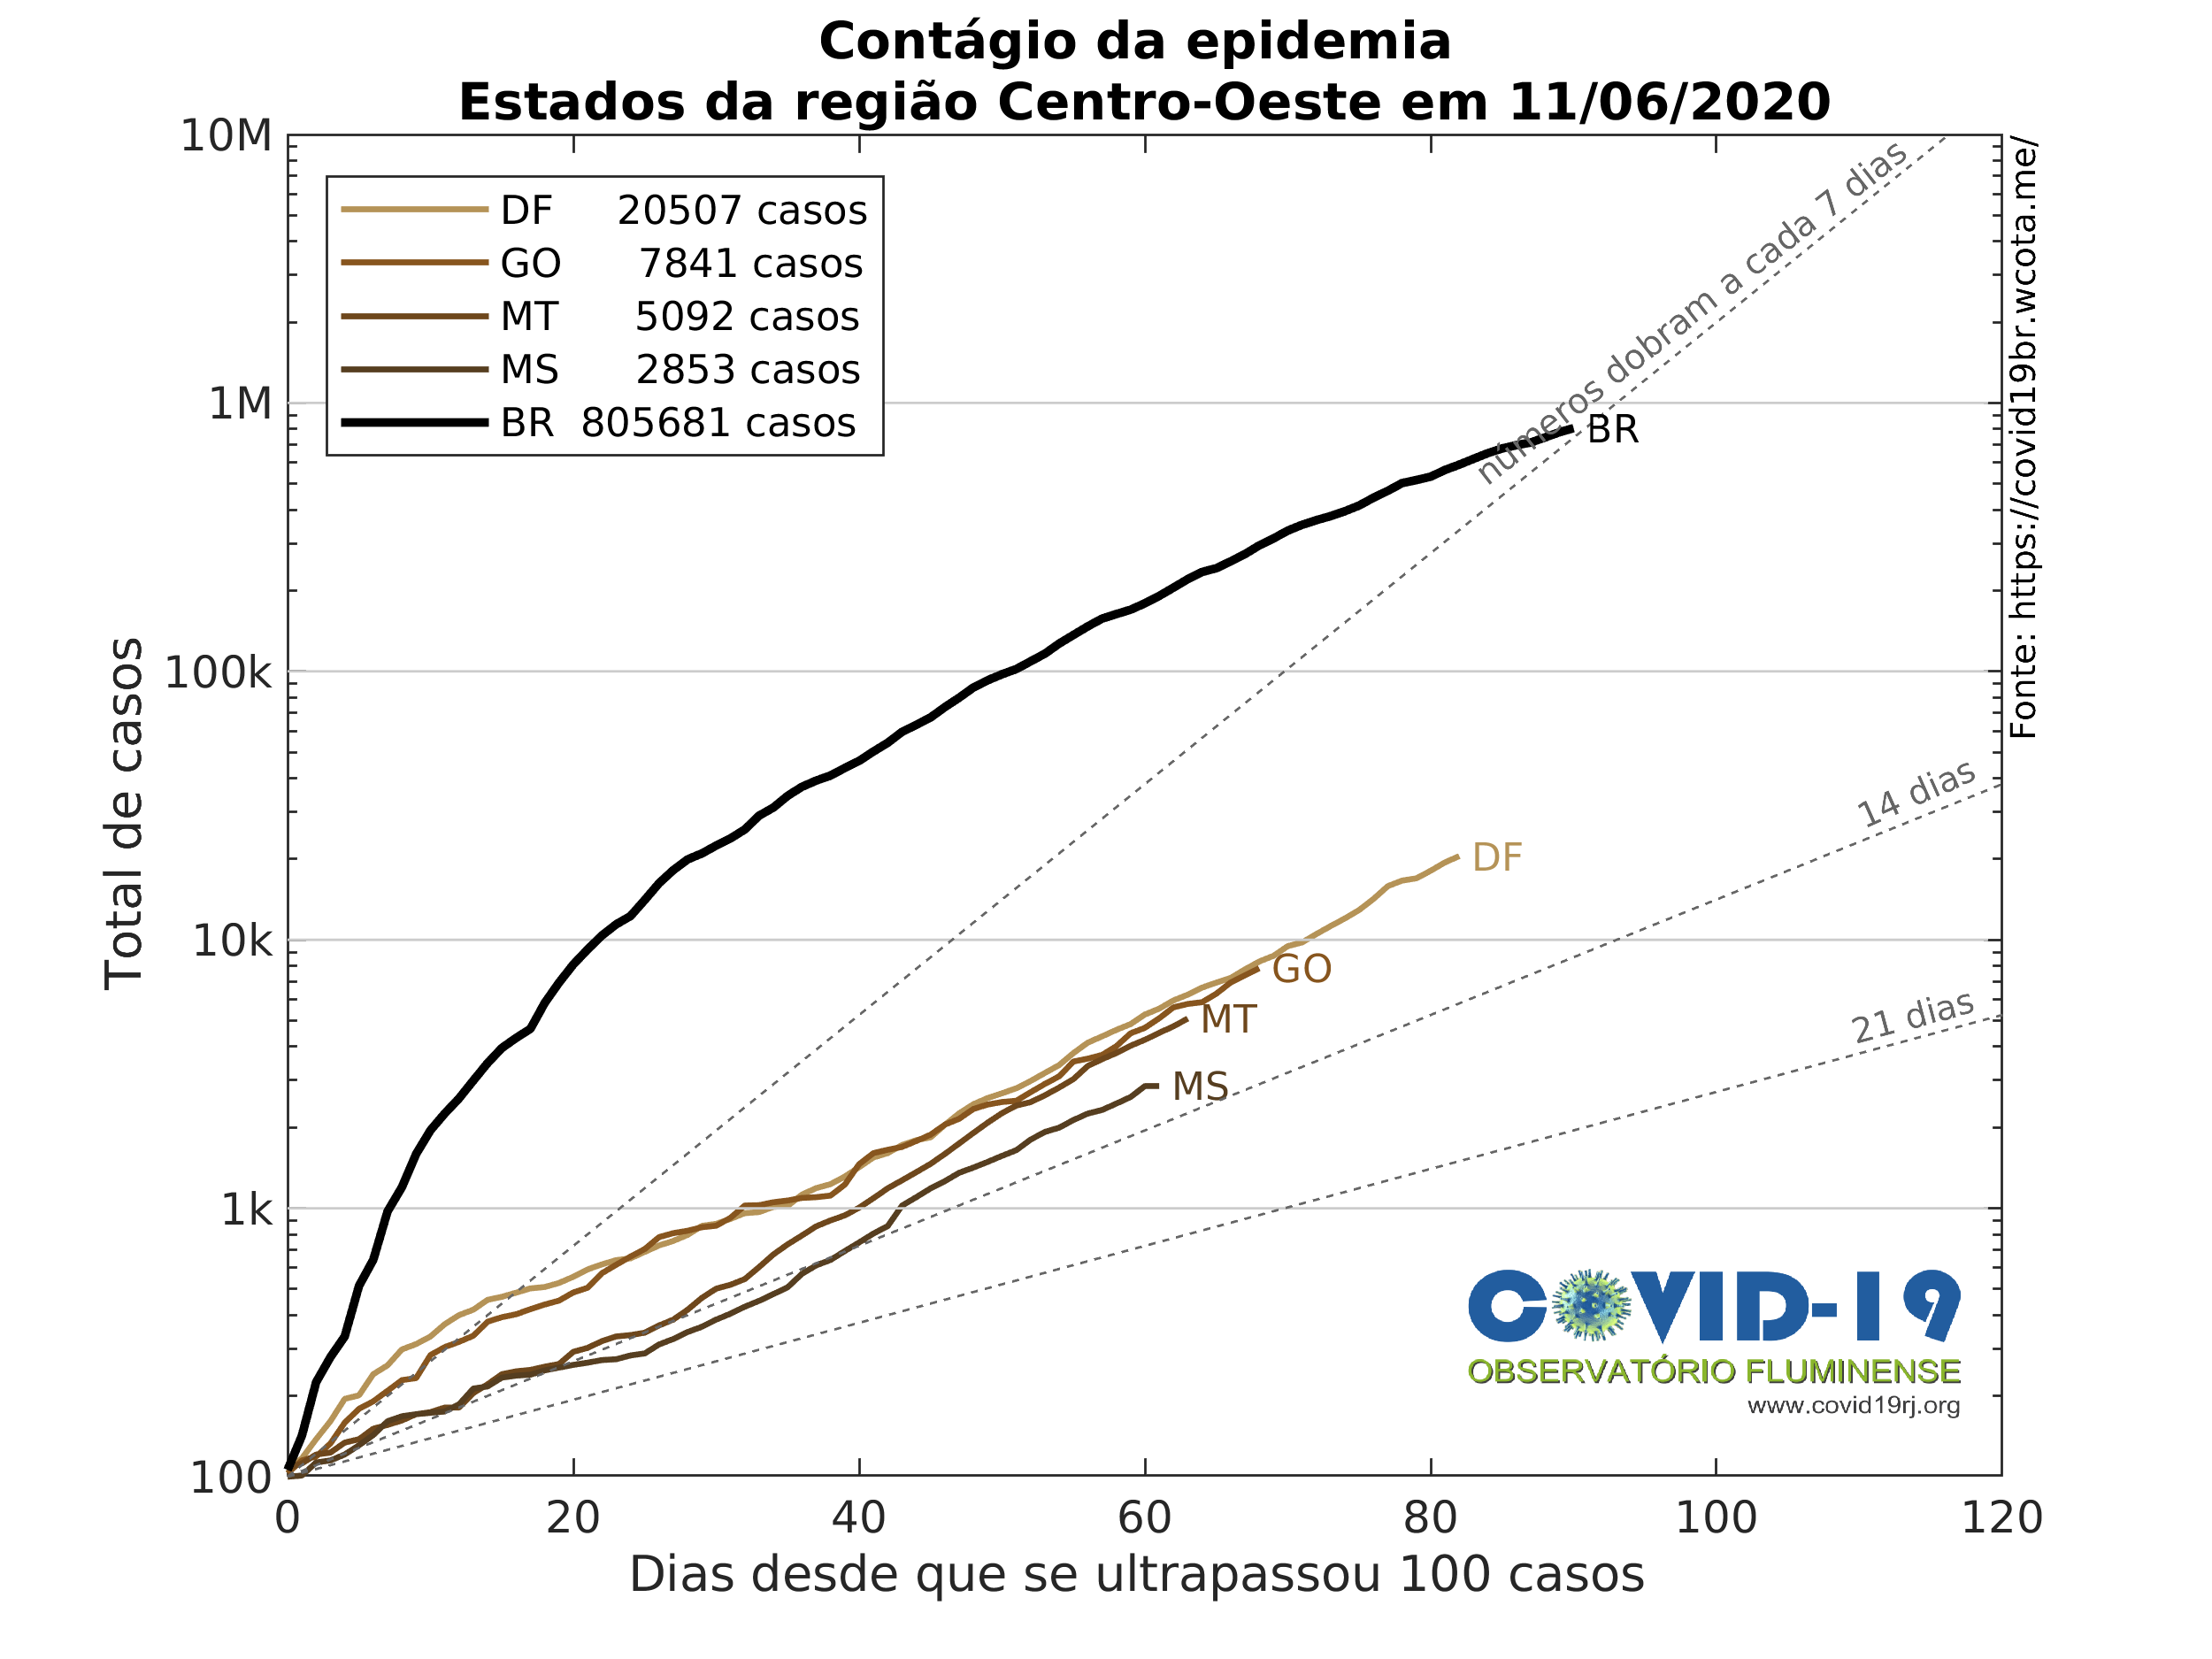 Contágio da epidemia
Estados da região Centro-Oeste em 11/06/2020
10M
1M
100k
10k
1k
100
Total de casos
DF 20507 casos
GO 7841 casos
MT 5092 casos
MS 2853 casos
BR 805681 casos
números dobram a cada 7 dias
BR
14 dias
DF
GO
21 dias
MT
MS
Fonte: https://covid19br.wcota.me/
COVID-19
OBSERVATÓRIO FLUMINENSE
www.covid19rj.org
0 20 40 60 80 100 120
Dias desde que se ultrapassou 100 casos